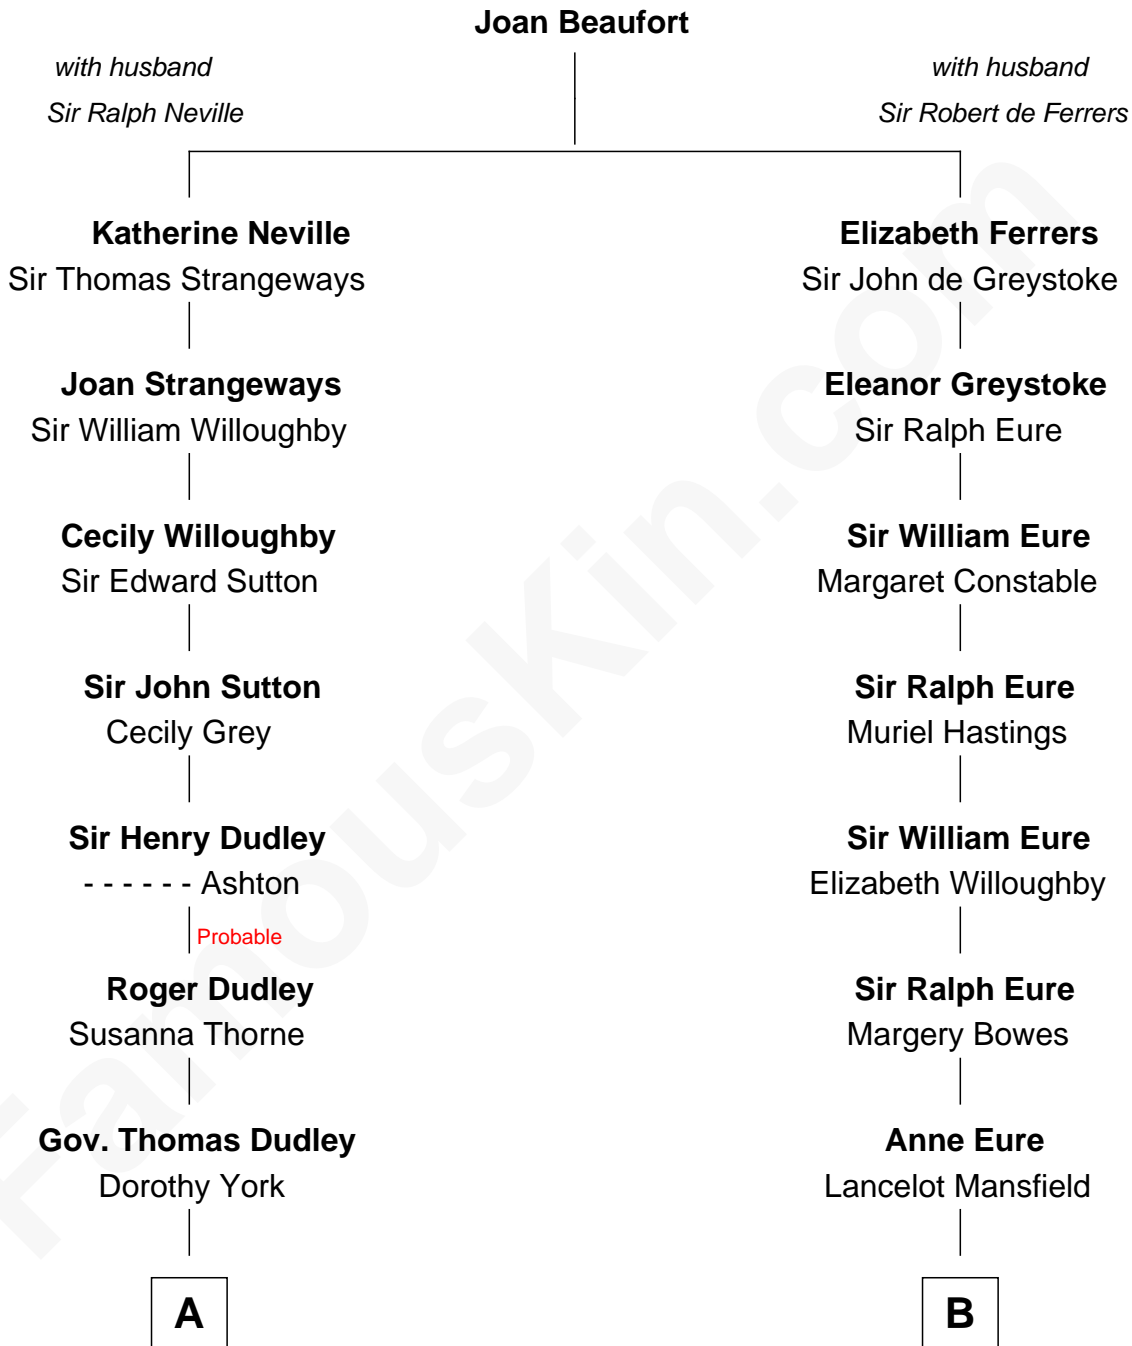 Joan Beaufort
with husband
Sir Ralph Neville
with husband
Sir Robert de Ferrers
Katherine Neville
Sir Thomas Strangeways
Joan Strangeways
Sir William Willoughby
Cecily Willoughby
Sir Edward Sutton
Sir John Sutton
Cecily Grey
Sir Henry Dudley
- - - - - - Ashton
Probable
Roger Dudley
Susanna Thorne
Gov. Thomas Dudley
Dorothy York
A
Elizabeth Ferrers
Sir John de Greystoke
Eleanor Greystoke
Sir Ralph Eure
Sir William Eure
Margaret Constable
Sir Ralph Eure
Muriel Hastings
Sir William Eure
Elizabeth Willoughby
Sir Ralph Eure
Margery Bowes
Anne Eure
Lancelot Mansfield
B
FamousKin.com